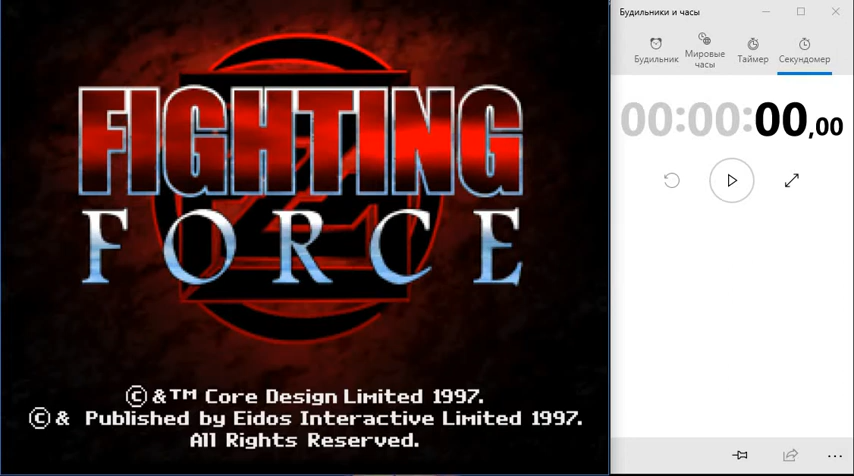 FIGHTING
FORCE
©&™ Core Design Limited 1997.
©& Published by Eidos Interactive Limited 1997.
All Rights Reserved.
Будильники и часы
Будильник
Мировые
часы
Таймер
Секундомер
00:00:00,00